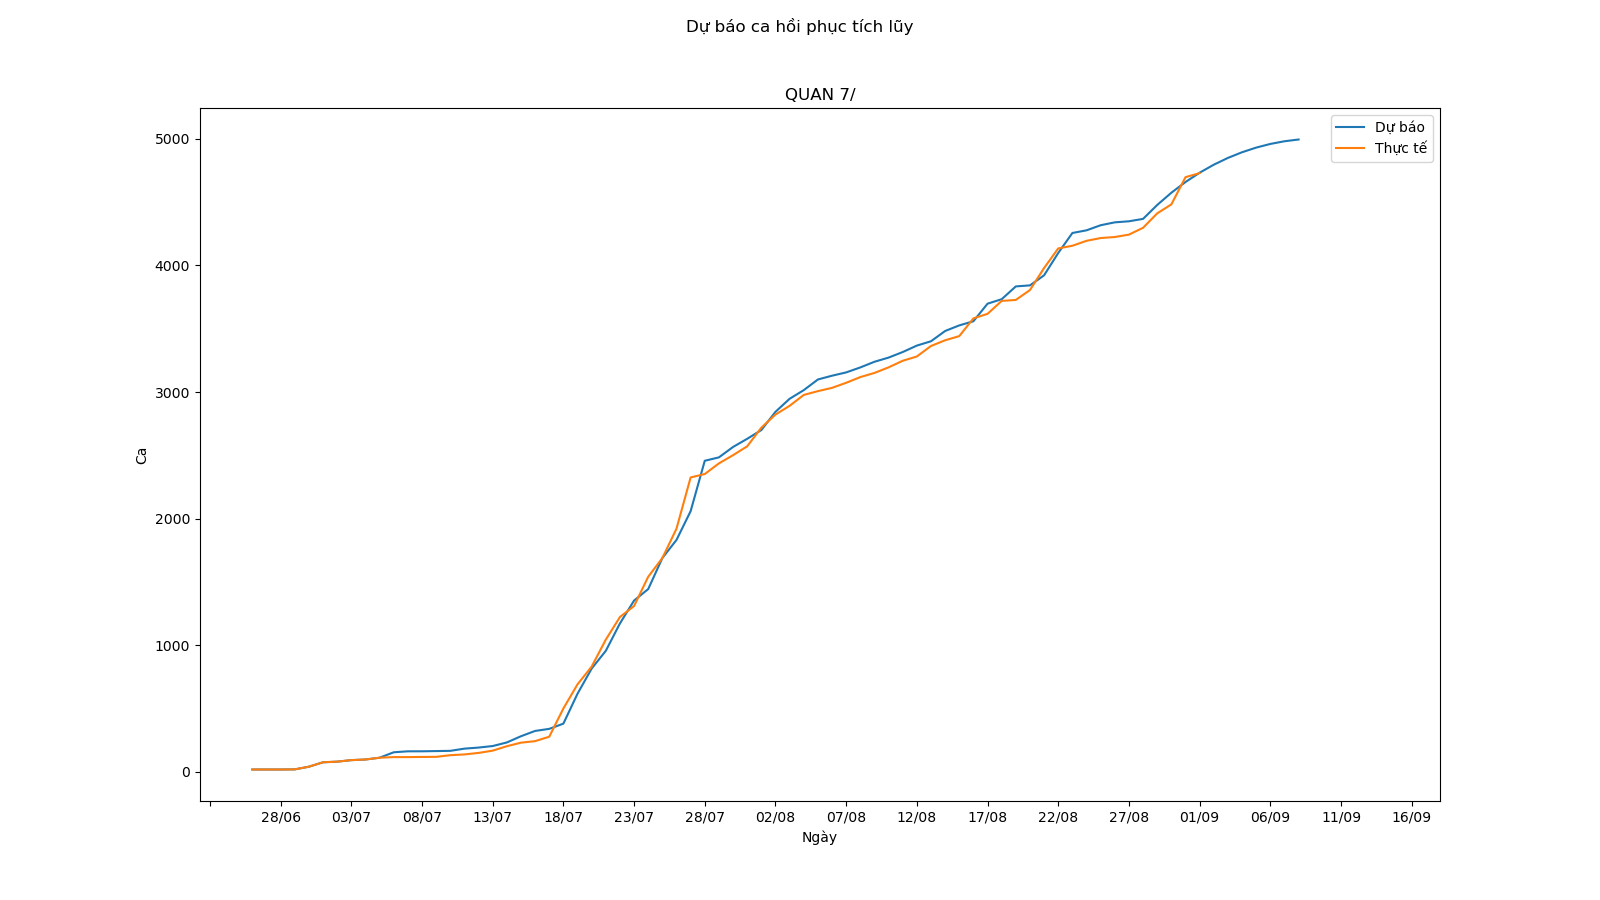 Dự báo ca hồi phục tích lũy
QUAN 7/
Dự báo
Thực tế
5000
4000
3000
2000
1000
0
Ca
28/06 03/07 08/07 13/07 18/07 23/07 28/07 02/08 07/08 12/08 17/08 22/08 27/08 01/09 06/09 11/09 16/09
Ngày